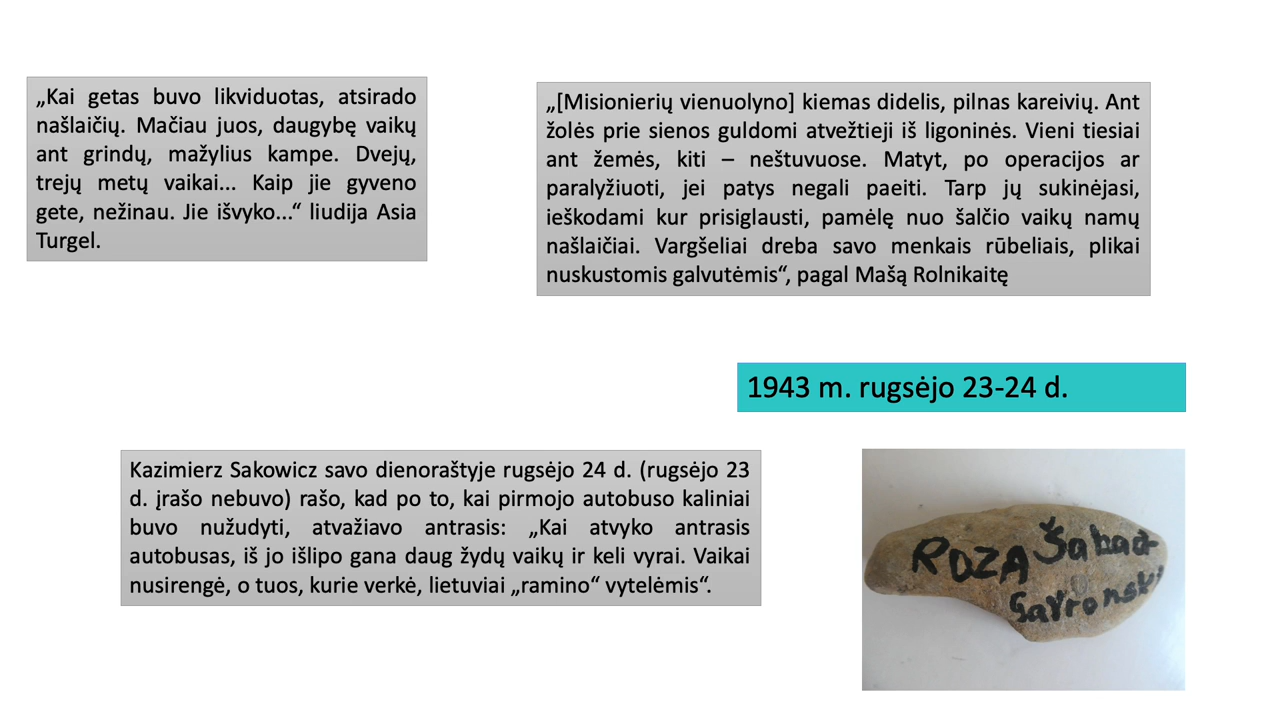 „Kai getas buvo likviduotas, atsirado
našlaičių. Mačiau juos, daugybę vaikų
ant grindų, mažylius kampe. Dvejų,
trejų metų vaikai... Kaip jie gyveno
gete, nežinau. Jie išvyko...“ liudija Asia
Turgel.
„[Misionierių vienuolyno] kiemas didelis, pilnas kareivių. Ant
žolės prie sienos guldomi atvežtieji iš ligoninės. Vieni tiesiai
ant žemės, kiti – neštuvuose. Matyt, po operacijos ar
paralyžiuoti, jei patys negali paeiti. Tarp jų sukinėjasi,
ieškodami kur prisiglausti, pamėlę nuo šalčio vaikų namų
našlaičiai. Vargšeliai dreba savo menkais rūbeliais, plikai
nuskustomis galvutėmis“, pagal Mašą Rolnikaitę
1943 m. rugsėjo 23-24 d.
Kazimierz Sakowicz savo dienoraštyje rugsėjo 24 d. (rugsėjo 23
d. įrašo nebuvo) rašo, kad po to, kai pirmojo autobuso kaliniai
buvo nužudyti, atvažiavo antrasis: „Kai atvyko antrasis
autobusas, iš jo išlipo gana daug žydų vaikų ir keli vyrai. Vaikai
nusirengė, o tuos, kurie verkė, lietuviai „ramino“ vytelėmis“.
ROZA Šabad